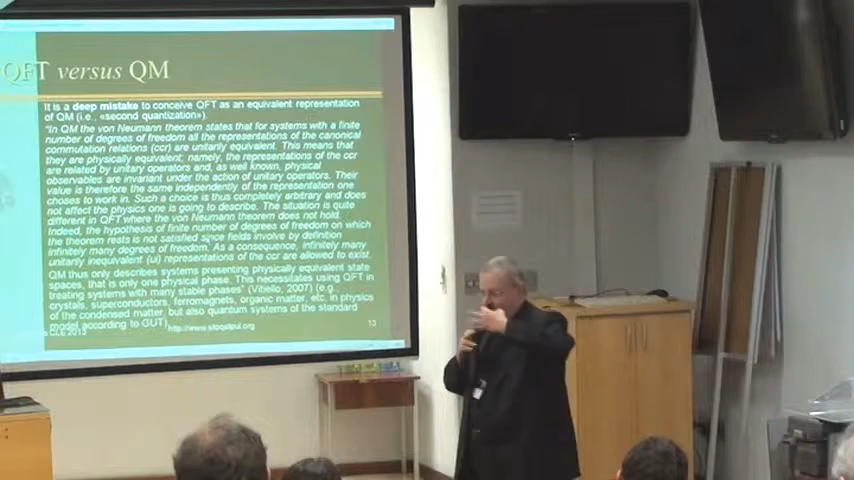 QFT versus QM
It is a deep mistake to conceive QFT as an equivalent representation
of QM (i.e., «second quantization»).
"In QM the von Neumann theorem states that for systems with a finite
number of degrees of freedom all the representations of the canonical
commutation relations (ccr) are unitarily equivalent. This means that
they are physically equivalent; namely, the representations of the ccr
are related by unitary operators and, as well known, physical
observables are invariant under the action of unitary operators. Their
value is therefore the same independently of the representation one
choses to work in. Such a choice is thus completely arbitrary and does
not affect the physics one is going to describe. The situation is quite
different in QFT where the von Neumann theorem does not hold.
Indeed, the hypothesis of finite number of degrees of freedom on which
the theorem rests is not satisfied since fields involve by definition
infinitely many degrees of freedom. As a consequence, infinitely many
unitarily inequivalent (ui) representations of the ccr are allowed to exist.
QM thus only describes systems presenting physically equivalent state
spaces, that is only one physical phase. This necessitates using QFT in
treating systems with many stable phases" (Vitiello, 2007) (e.g.,
crystals, superconductors, ferromagnets, organic matter, etc. in physics
of the condensed matter, but also quantum systems of the standard
model according to GUT)
CLE 2013
http://www.stoqatpul.org
13